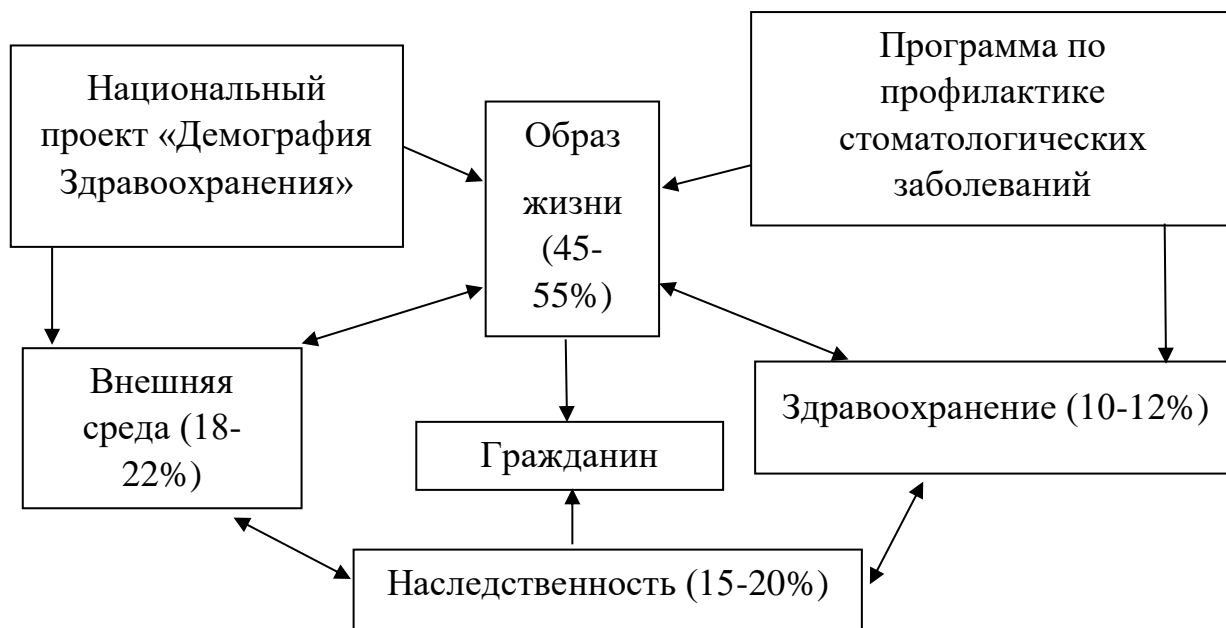 Национальный
проект «Демография
Здравоохранения»
Образ
жизни
(45-
55%)
Программа по
профилактике
стоматологических
заболеваний
Внешняя
среда (18-
22%)
Гражданин
Здравоохранение (10-12%)
Наследственность (15-20%)